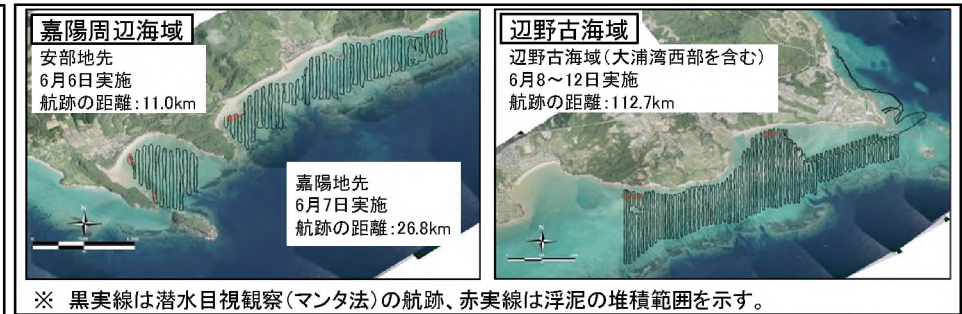 嘉陽周辺海域
安部地先
6月6日実施
航跡の距離:11.0km
嘉陽地先
6月7日実施
航跡の距離:26.8km
辺野古海域
辺野古海域(大浦湾西部を含む)
6月8~12日実施
航跡の距離:112.7km
※ 黒実線は潜水目視観察(マンタ法)の航跡、赤実線は浮泥の堆積範囲を示す。